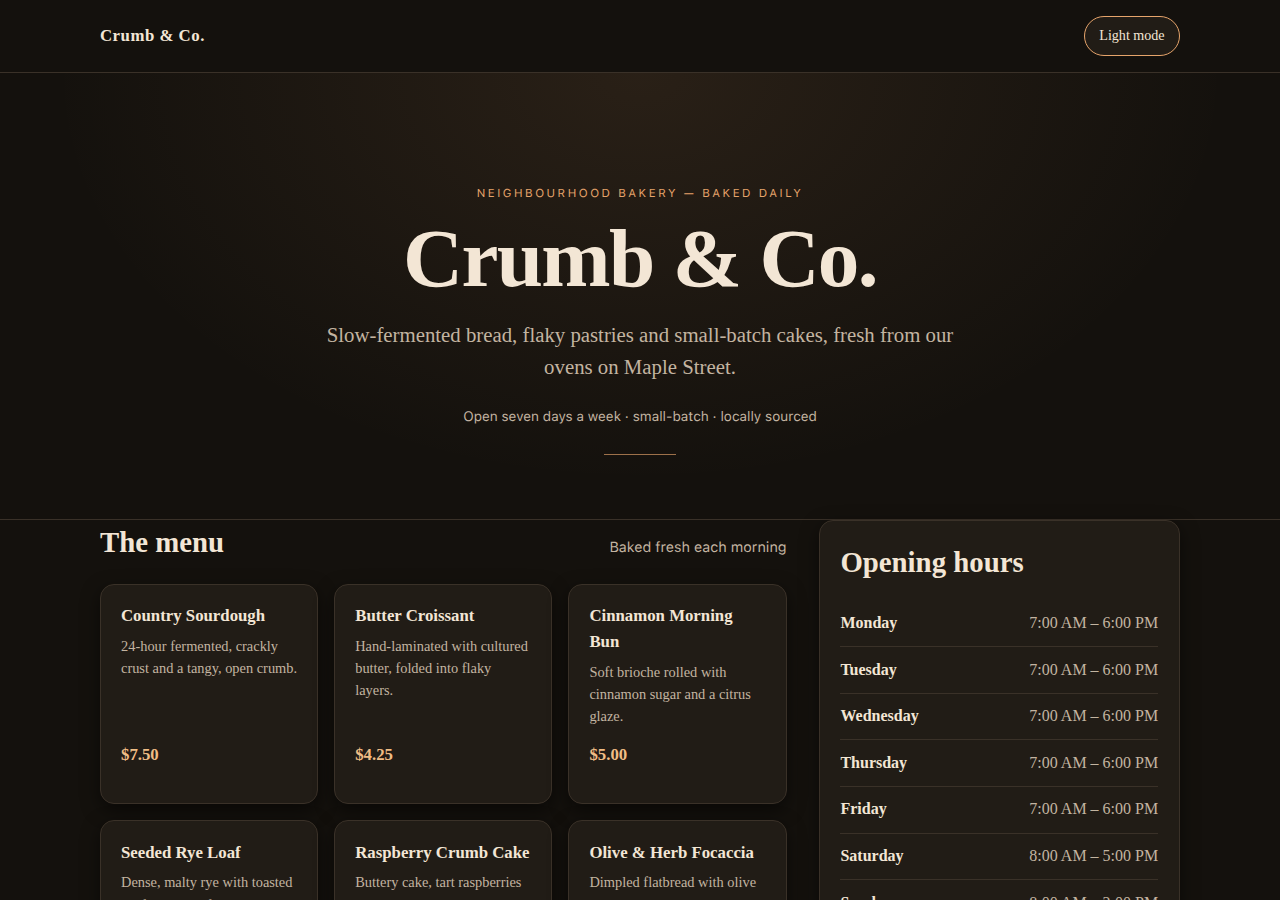 Crumb & Co.
Light mode
NEIGHBOURHOOD BAKERY — BAKED DAILY
Crumb & Co.
Slow-fermented bread, flaky pastries and small-batch cakes, fresh from our
ovens on Maple Street.
Open seven days a week · small-batch · locally sourced
The menu
Baked fresh each morning
Country Sourdough
24-hour fermented, crackly
crust and a tangy, open crumb.
$7.50
Butter Croissant
Hand-laminated with cultured
butter, folded into flaky
layers.
$4.25
Cinnamon Morning
Bun
Soft brioche rolled with
cinnamon sugar and a citrus
glaze.
$5.00
Seeded Rye Loaf
Dense, malty rye with toasted
Raspberry Crumb Cake
Buttery cake, tart raspberries
Olive & Herb Focaccia
Dimpled flatbread with olive
Opening hours
Monday 7:00 AM – 6:00 PM
Tuesday 7:00 AM – 6:00 PM
Wednesday 7:00 AM – 6:00 PM
Thursday 7:00 AM – 6:00 PM
Friday 7:00 AM – 6:00 PM
Saturday 8:00 AM – 5:00 PM